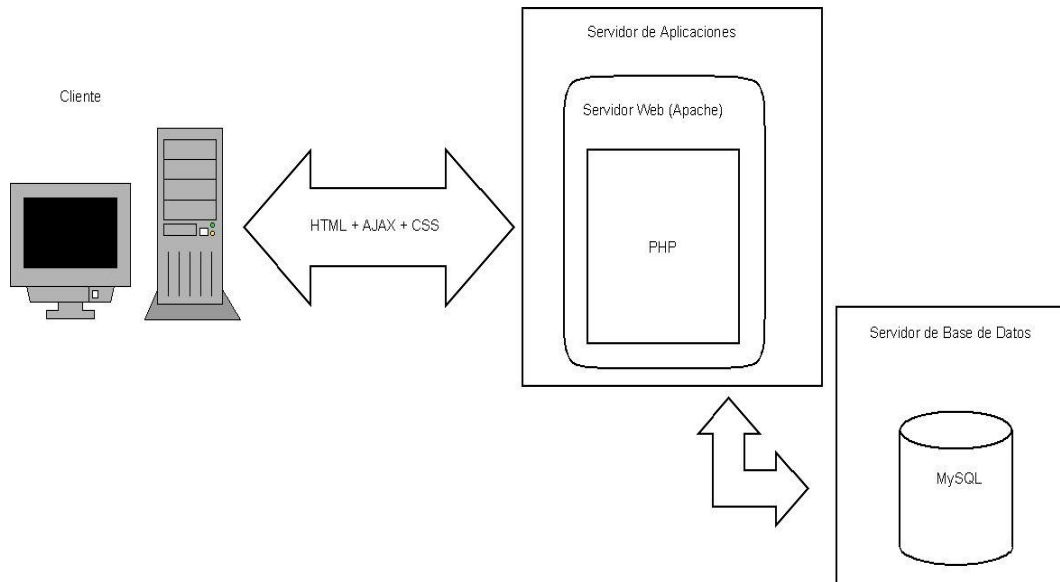 Servidor de Aplicaciones
Cliente
Servidor Web (Apache)
HTML + AJAX + CSS
PHP
Servidor de Base de Datos
MySQL